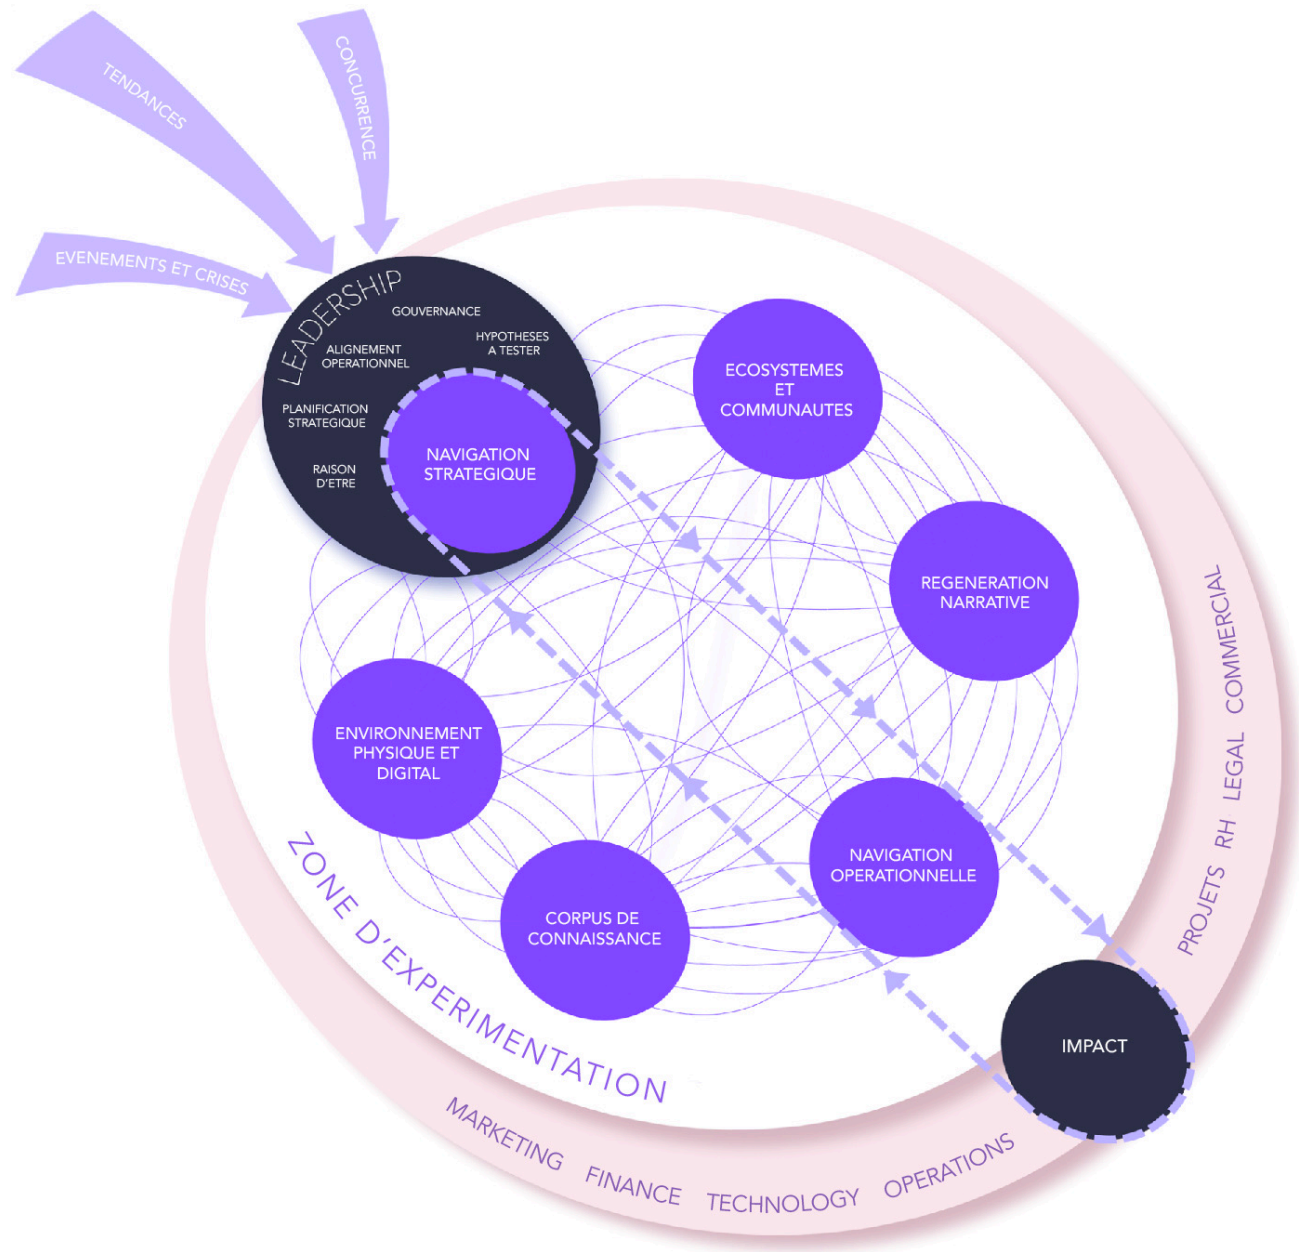 TENDANCES
CONCURRENCE
EVENEMENTS ET CRISES
LEADERSHIP
GOUVERNANCE
HYPOTHESES
A TESTER
ALIGNEMENT
OPERATIONNEL
PLANIFICATION
STRATEGIQUE
RAISON
D'ETRE
NAVIGATION
STRATEGIQUE
ECOSYSTEMES
ET
COMMUNAUTES
REGENERATION
NARRATIVE
ENVIRONNEMENT
PHYSIQUE ET
DIGITAL
NAVIGATION
OPERATIONNELLE
CORPUS DE
CONNAISSANCE
IMPACT
ZONE D'EXPERIMENTATION
MARKETING FINANCE TECHNOLOGY OPERATIONS
PROJETS RH LEGAL COMMERCIAL